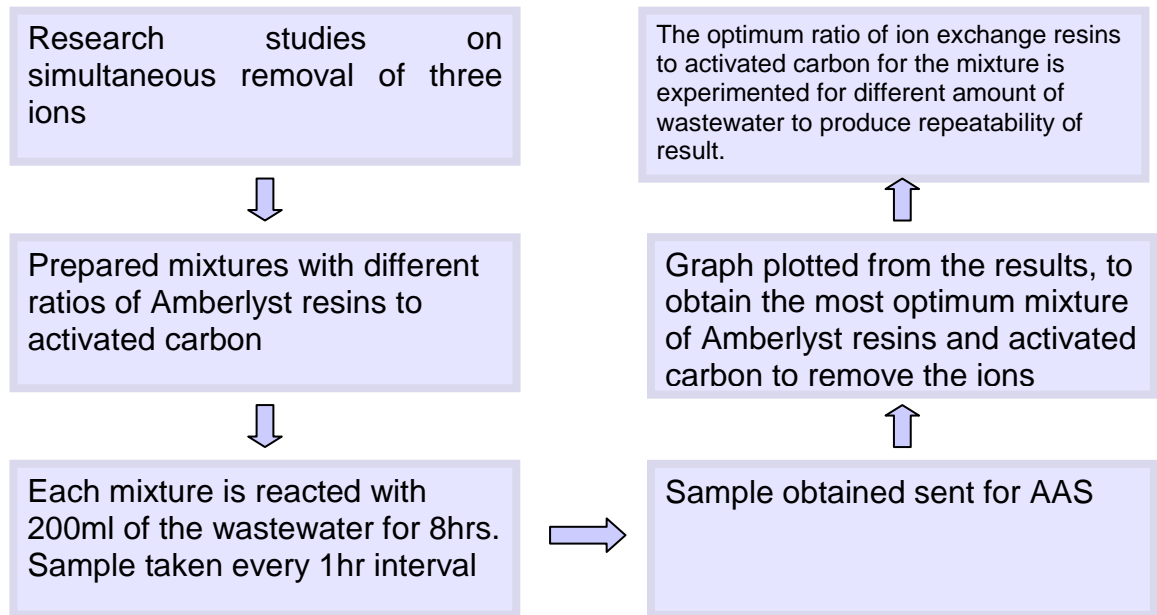 Research studies on
simultaneous removal of three
ions
Prepared mixtures with different
ratios of Amberlyst resins to
activated carbon
Each mixture is reacted with
200ml of the wastewater for 8hrs.
Sample taken every 1hr interval
Sample obtained sent for AAS
Graph plotted from the results, to
obtain the most optimum mixture
of Amberlyst resins and activated
carbon to remove the ions
The optimum ratio of ion exchange resins
to activated carbon for the mixture is
experimented for different amount of
wastewater to produce repeatability of
result.